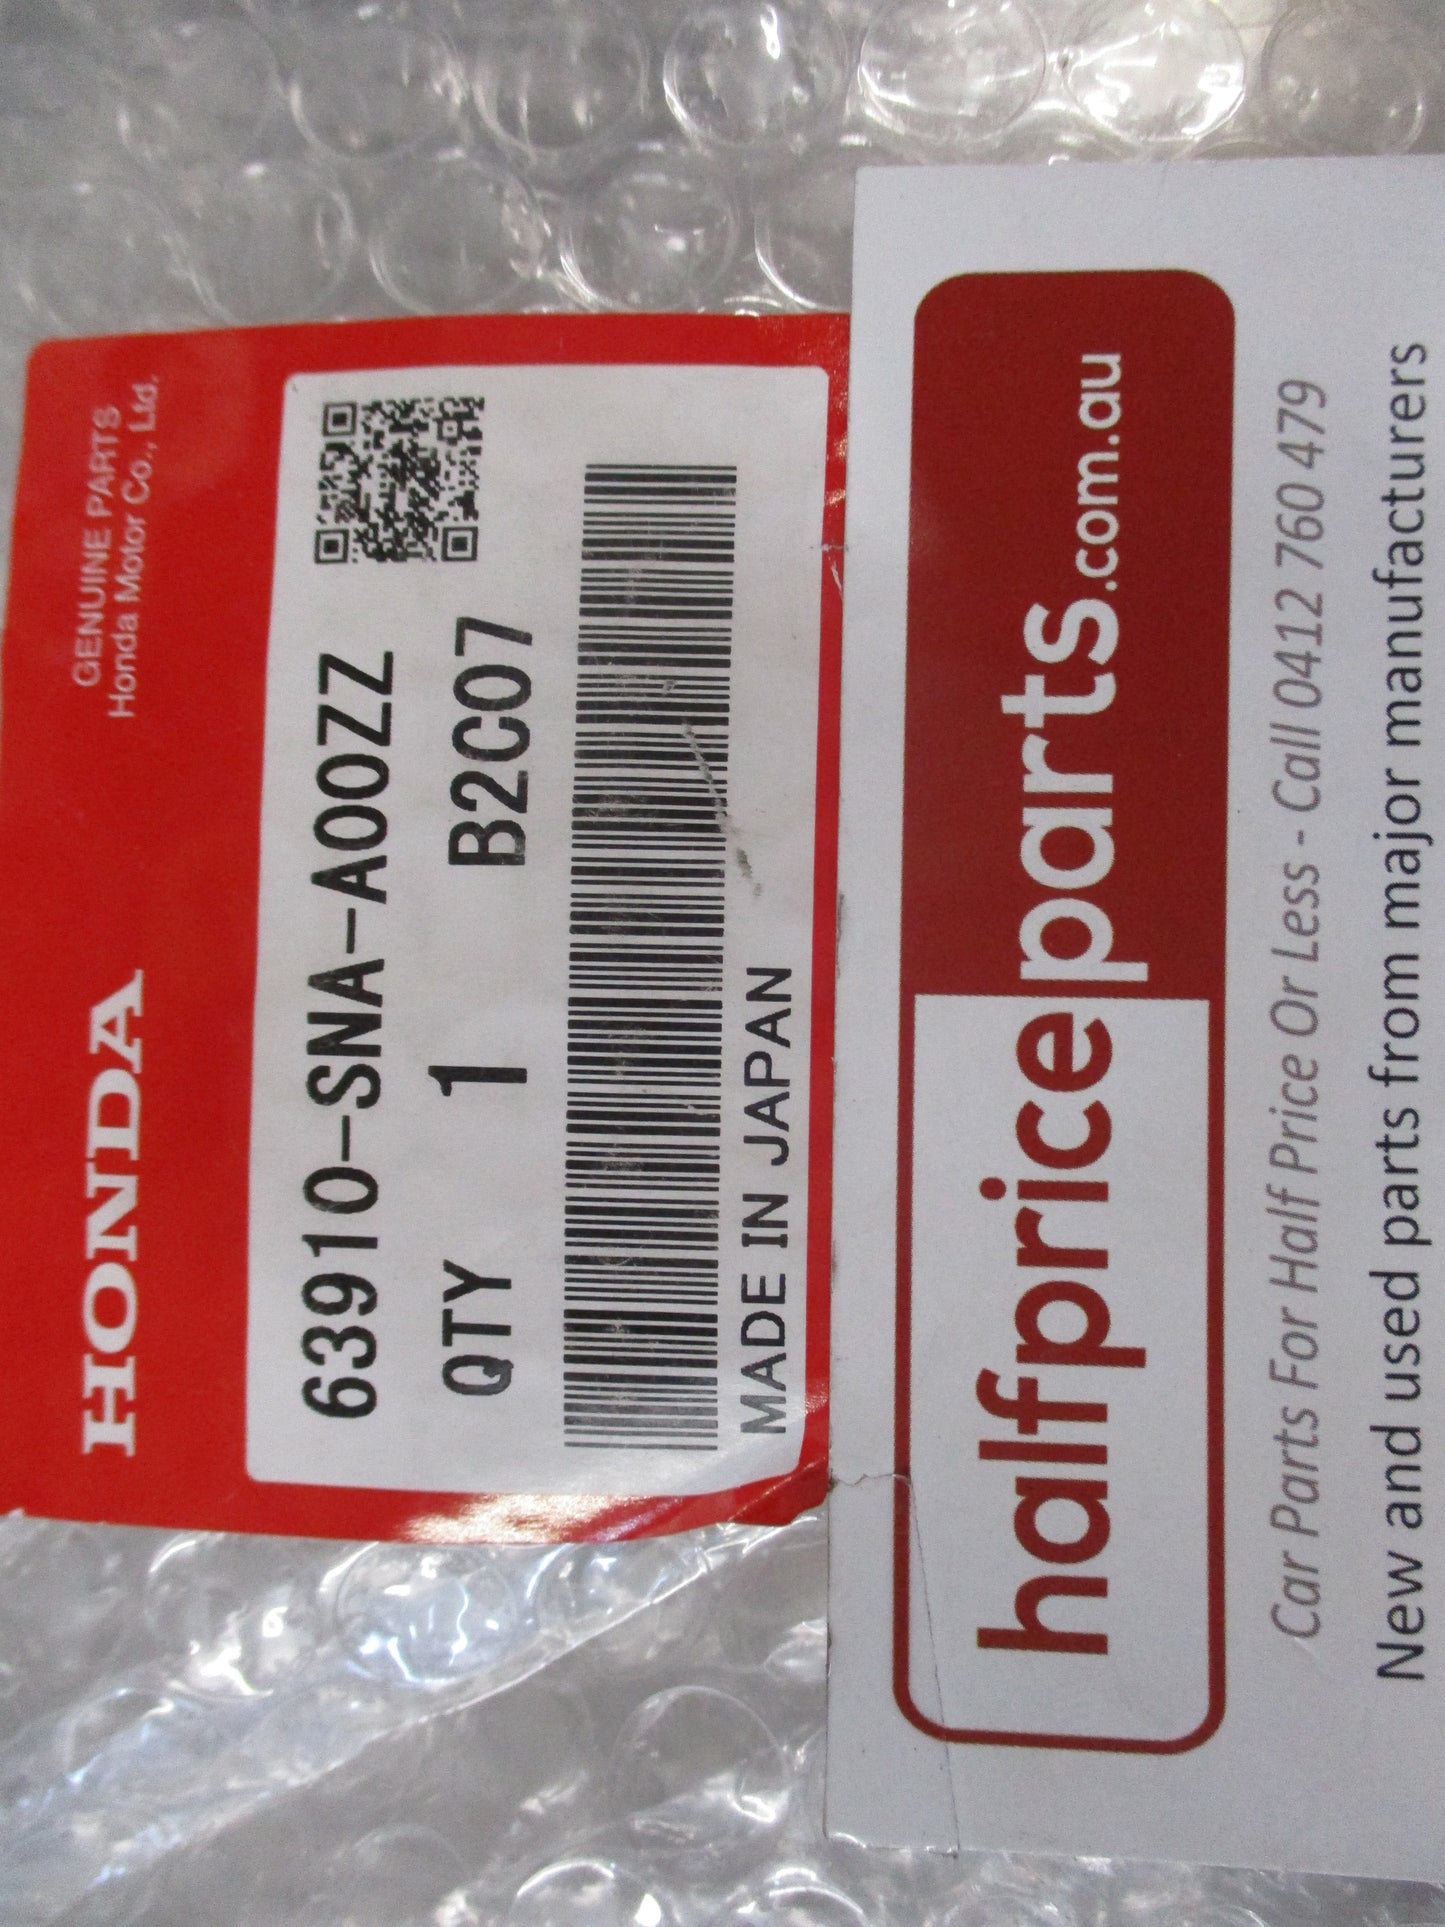 HONDA
GENUINE PARTS
Honda Motor Co., Ltd.
63910-SNA-A00ZZ
QTY 1 B2C07
MADE IN JAPAN
halfpriceparts.com.au
Car Parts For Half Price Or Less - Call 0412 760 479
New and used parts from major manufacturers